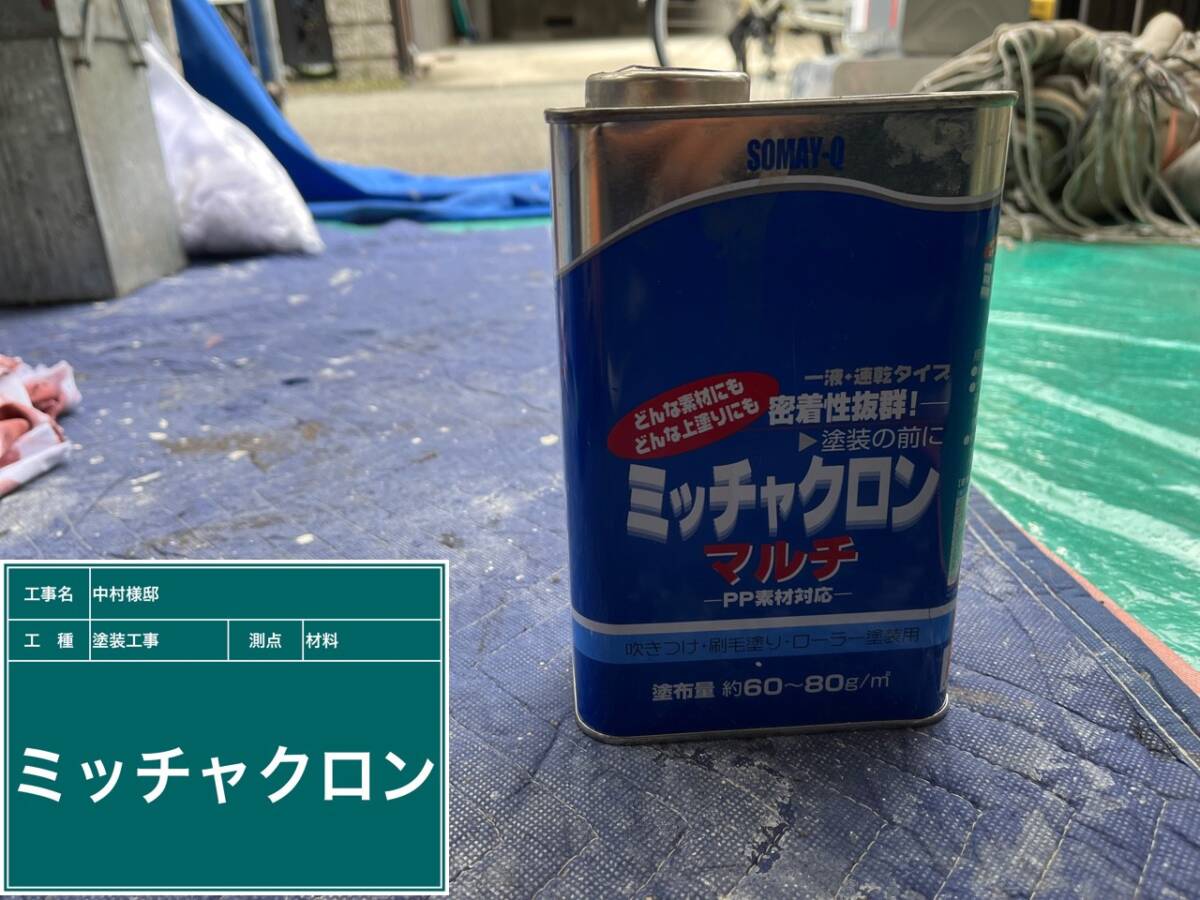 SOMAY-Q
一液・速乾タイプ
どんな素材にも
どんな上塗りにも
密着性抜群!
▶塗装の前に
ミッチャクロン
マルチ
PP素材対応
吹きつけ・刷毛塗り・ローラー塗装用
塗布量 約60～80g/㎡
工事名 中村様邸
工 種 塗装工事 測点 材料
ミッチャクロン